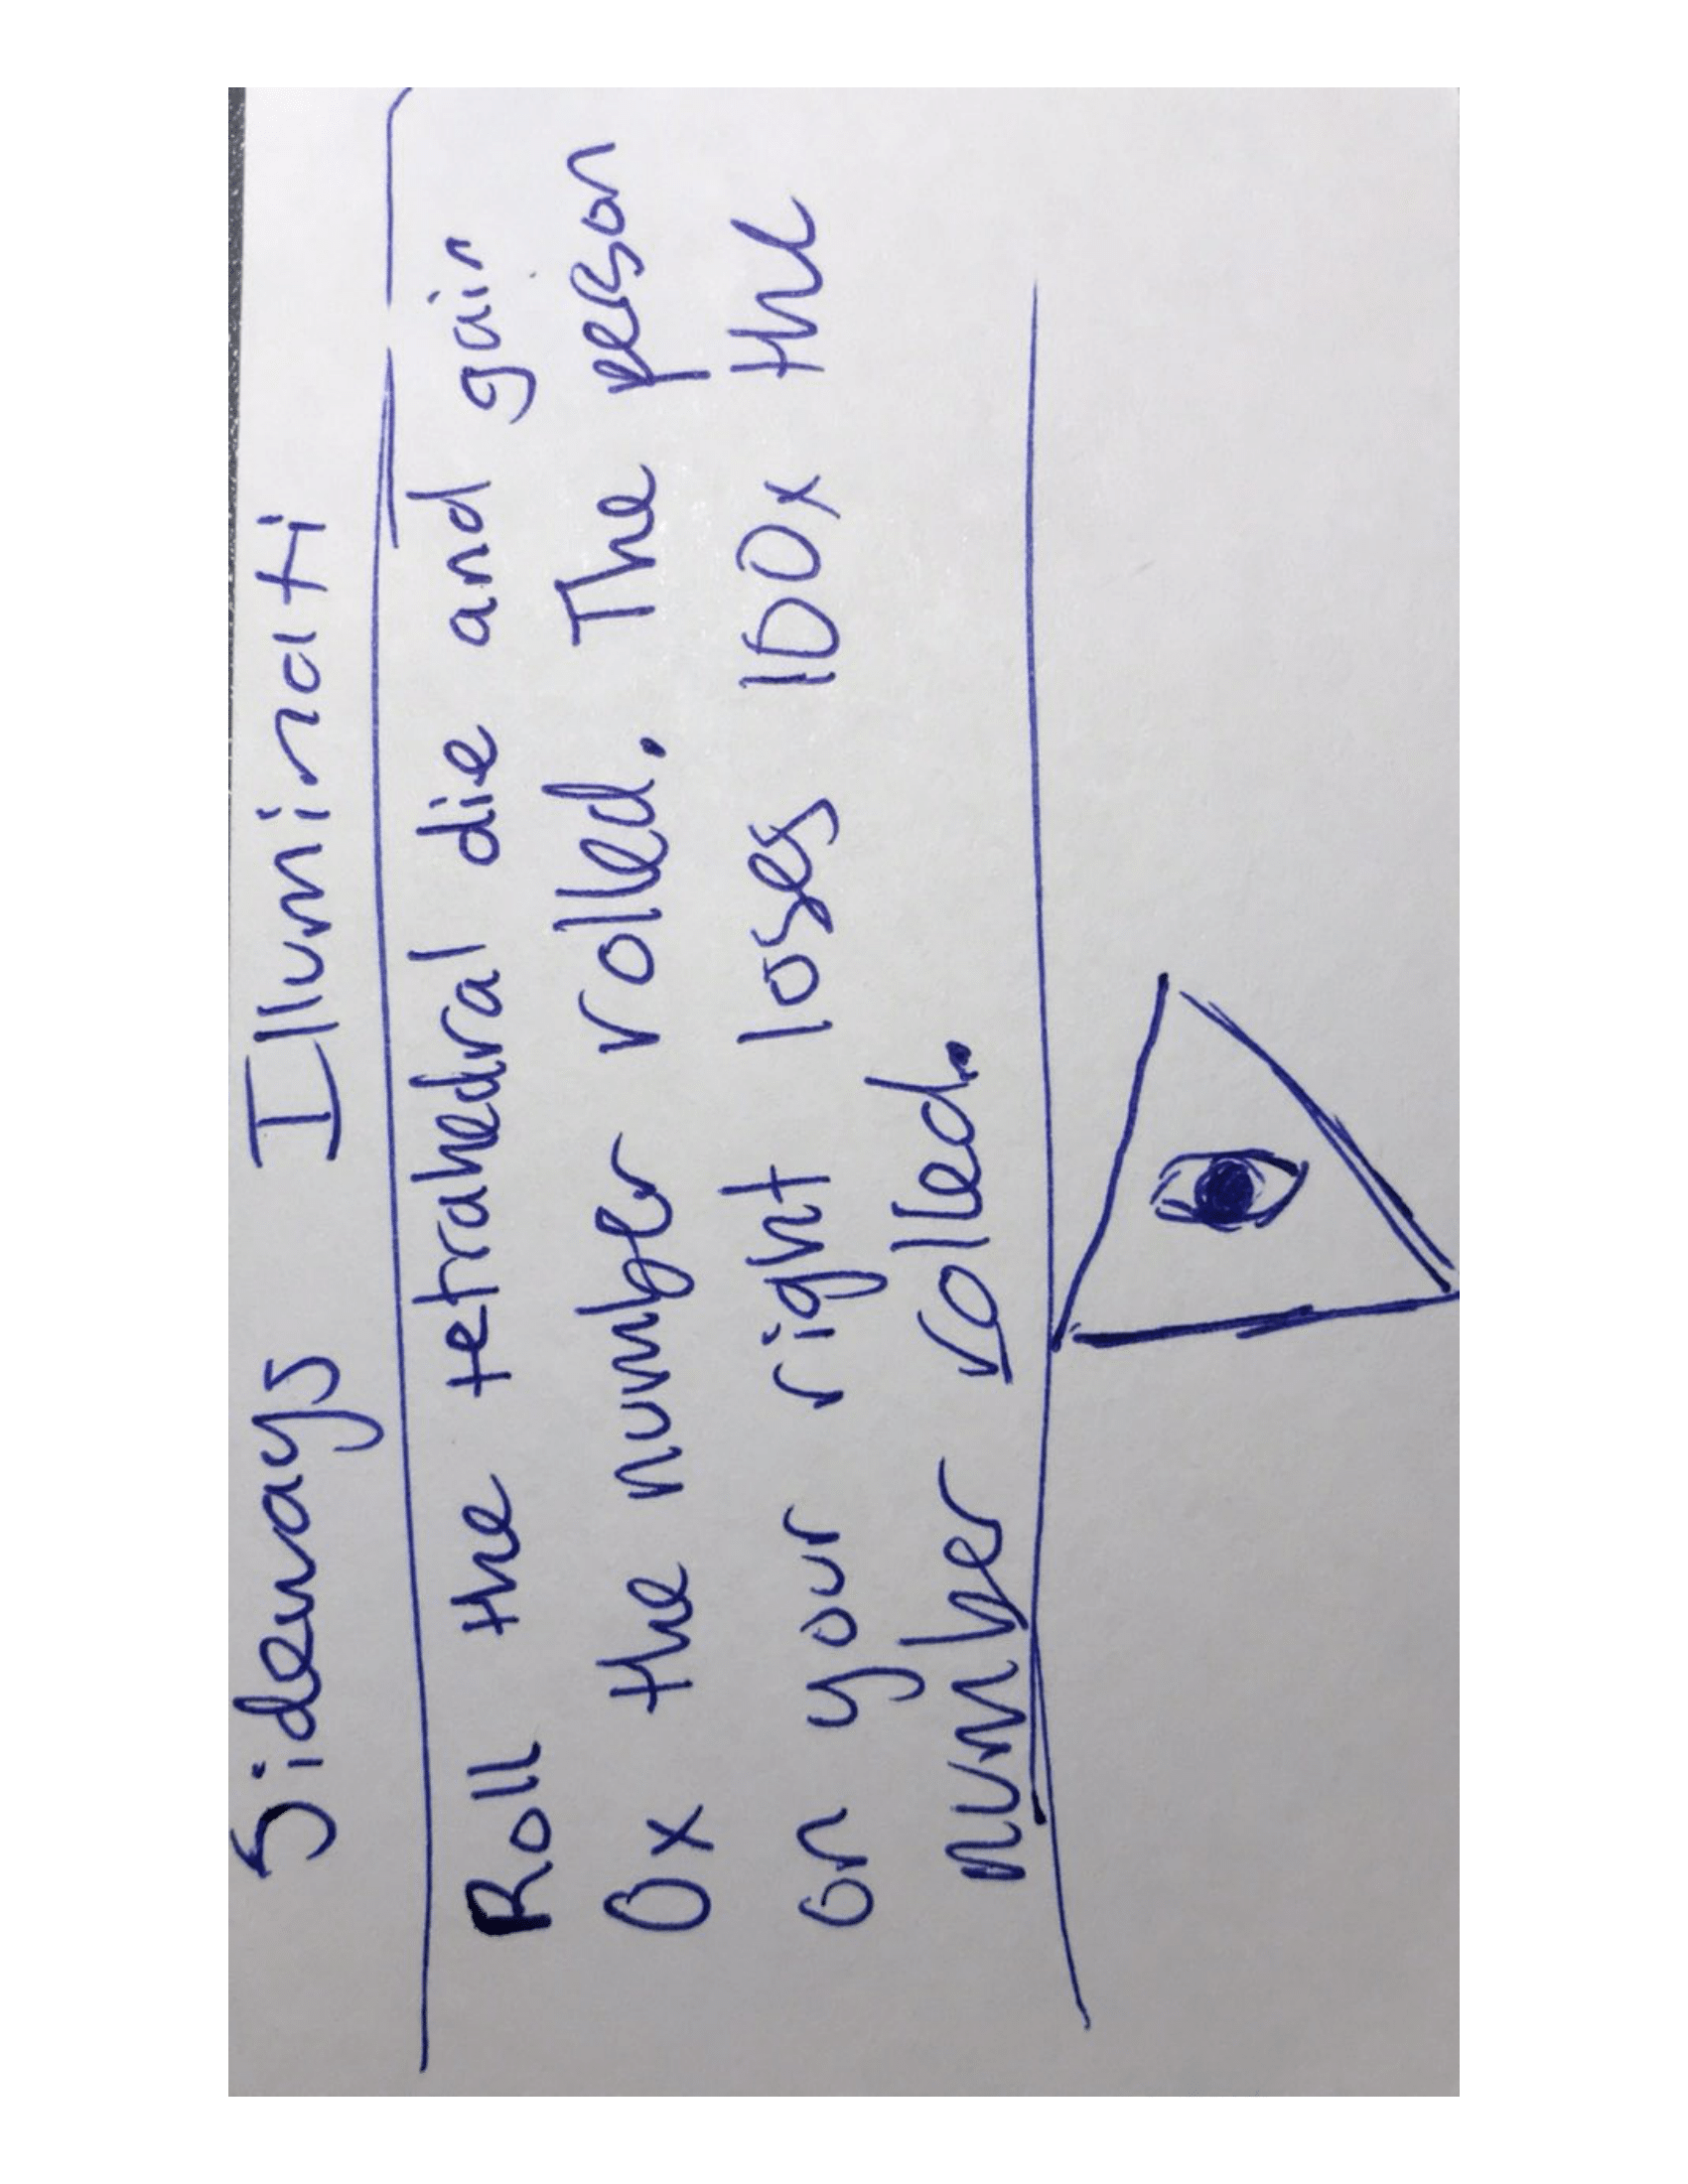 Sideways Illuminati
Roll the tetrahedral die and gain
0x the number rolled. The person
on your right loses 100x the
number rolled.